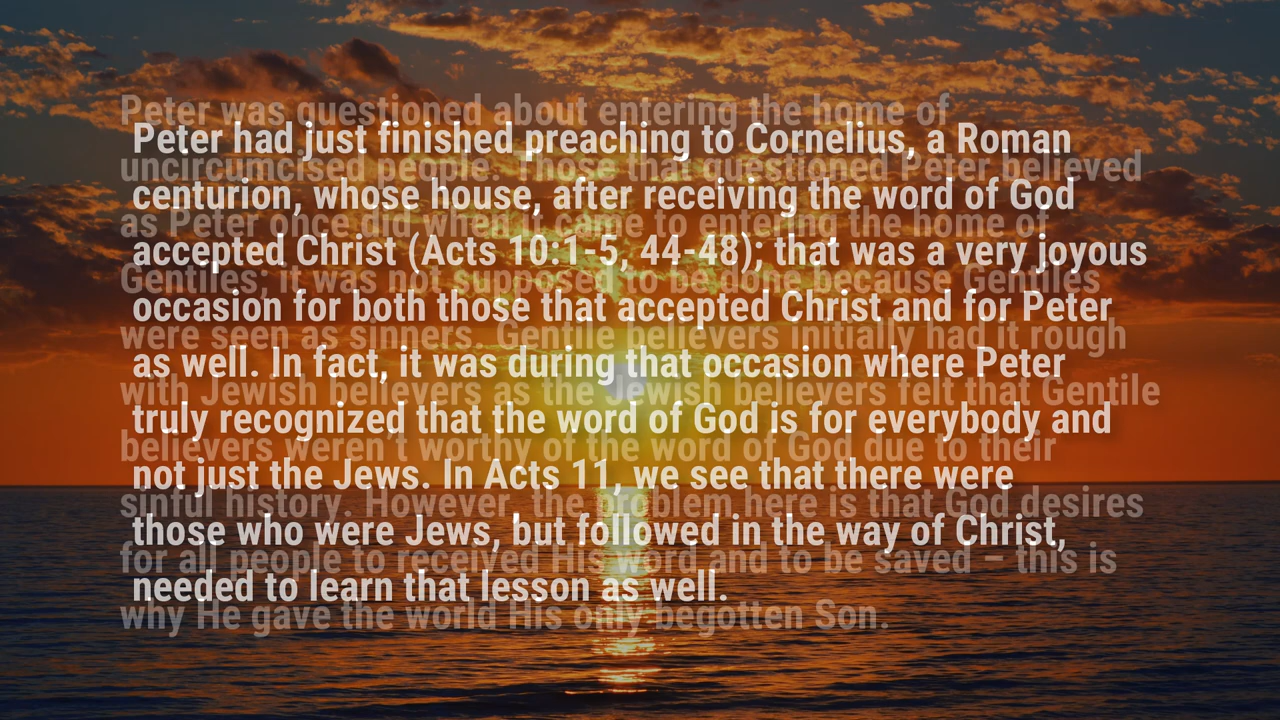 Peter had just finished preaching to Cornelius, a Roman
centurion, whose house, after receiving the word of God
accepted Christ (Acts 10:1-5, 44-48); that was a very joyous
occasion for both those that accepted Christ and for Peter
as well. In fact, it was during that occasion where Peter
truly recognized that the word of God is for everybody and
not just the Jews. In Acts 11, we see that there were
those who were Jews, but followed in the way of Christ,
needed to learn that lesson as well.
Peter was questioned about entering the home of
uncircumcised people. Those that questioned Peter believed
as Peter once did when it came to entering the home of
Gentiles, it was not supposed to be done because Gentiles
were seen as sinners. Gentile believers initially had it rough
with Jewish believers as the Jewish believers felt that Gentile
believers weren't worthy of the word of God due to their
sinful history. However, the problem here is that God desires
for all people to received His word and to be saved – this is
why He gave the world His only begotten Son.